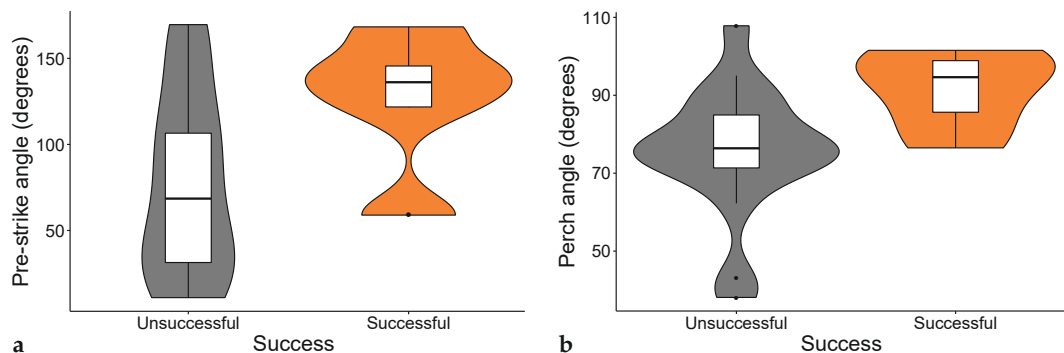 Pre-strike angle (degrees)
150
100
50
Unsuccessful
Successful
Success
a
Perch angle (degrees)
110
90
70
50
Unsuccessful
Successful
Success
b